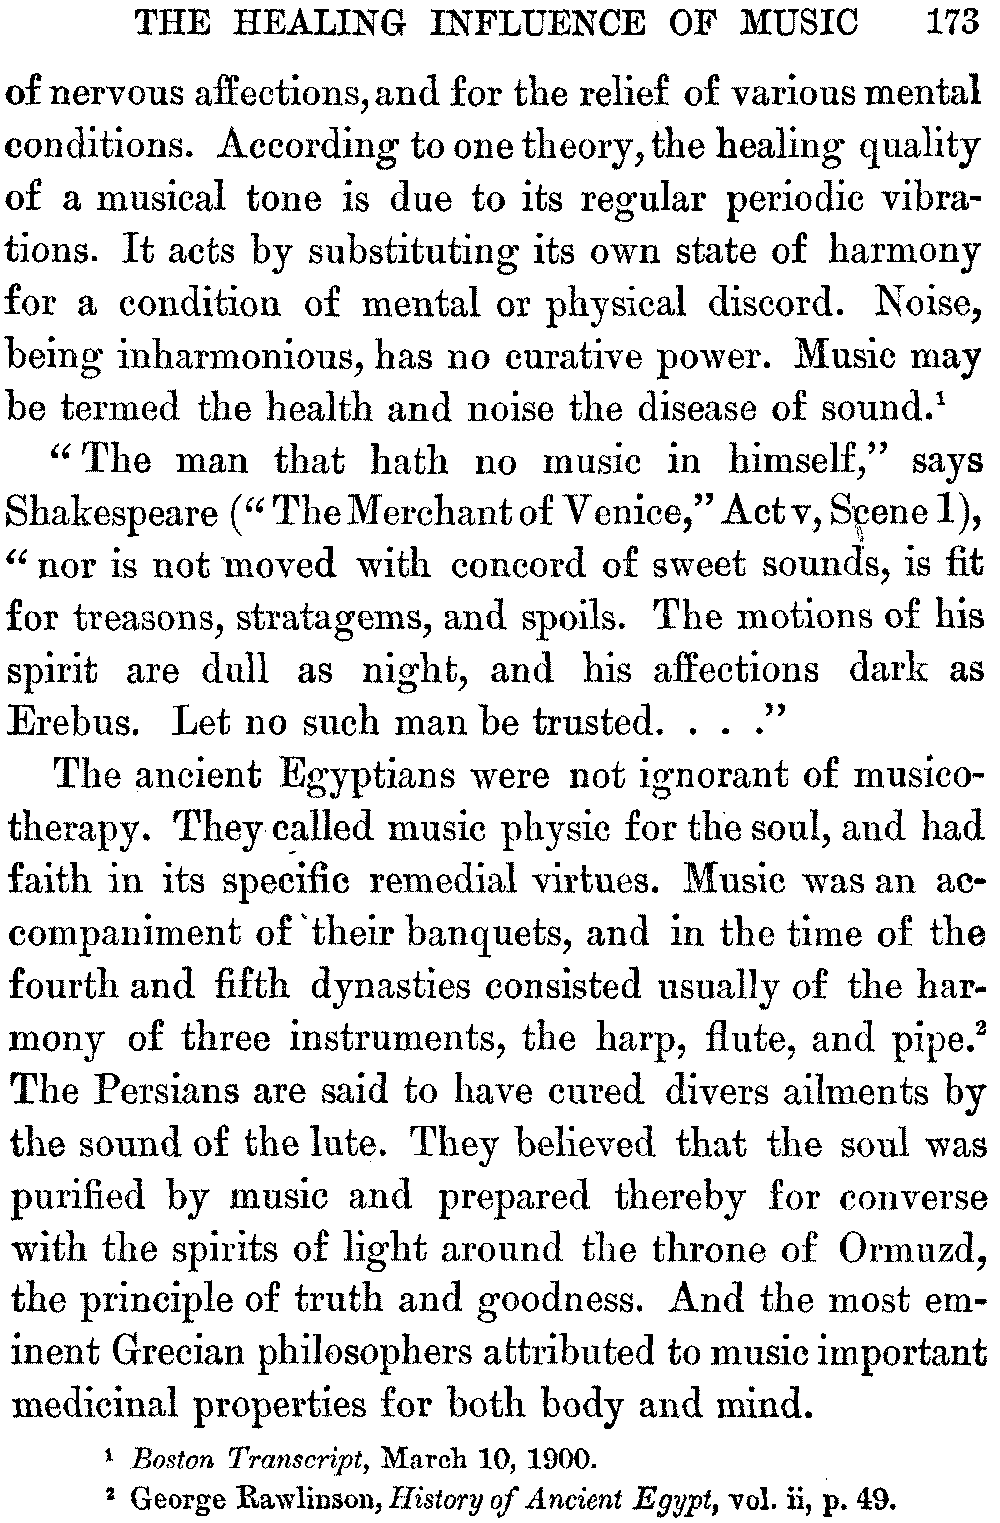 THE HEALING INFLUENCE OF MUSIC 173
of nervous affections, and for the relief of various mental
conditions. According to one theory, the healing quality
of a musical tone is due to its regular periodic vibra-
tions. It acts by substituting its own state of harmony
for a condition of mental or physical discord. Noise,
being inharmonious, has no curative power. Music may
be termed the health and noise the disease of sound.¹
“The man that hath no music in himself,” says
Shakespeare (“The Merchant of Venice,” Act v, Scene 1),
“nor is not moved with concord of sweet sounds, is fit
for treasons, stratagems, and spoils. The motions of his
spirit are dull as night, and his affections dark as
Erebus. Let no such man be trusted. . . .”
The ancient Egyptians were not ignorant of musico-
therapy. They called music physic for the soul, and had
faith in its specific remedial virtues. Music was an ac-
companiment of their banquets, and in the time of the
fourth and fifth dynasties consisted usually of the har-
mony of three instruments, the harp, flute, and pipe.²
The Persians are said to have cured divers ailments by
the sound of the lute. They believed that the soul was
purified by music and prepared thereby for converse
with the spirits of light around the throne of Ormuzd,
the principle of truth and goodness. And the most em-
inent Grecian philosophers attributed to music important
medicinal properties for both body and mind.
¹ Boston Transcript, March 10, 1900.
² George Rawlinson, History of Ancient Egypt, vol. ii, p. 49.